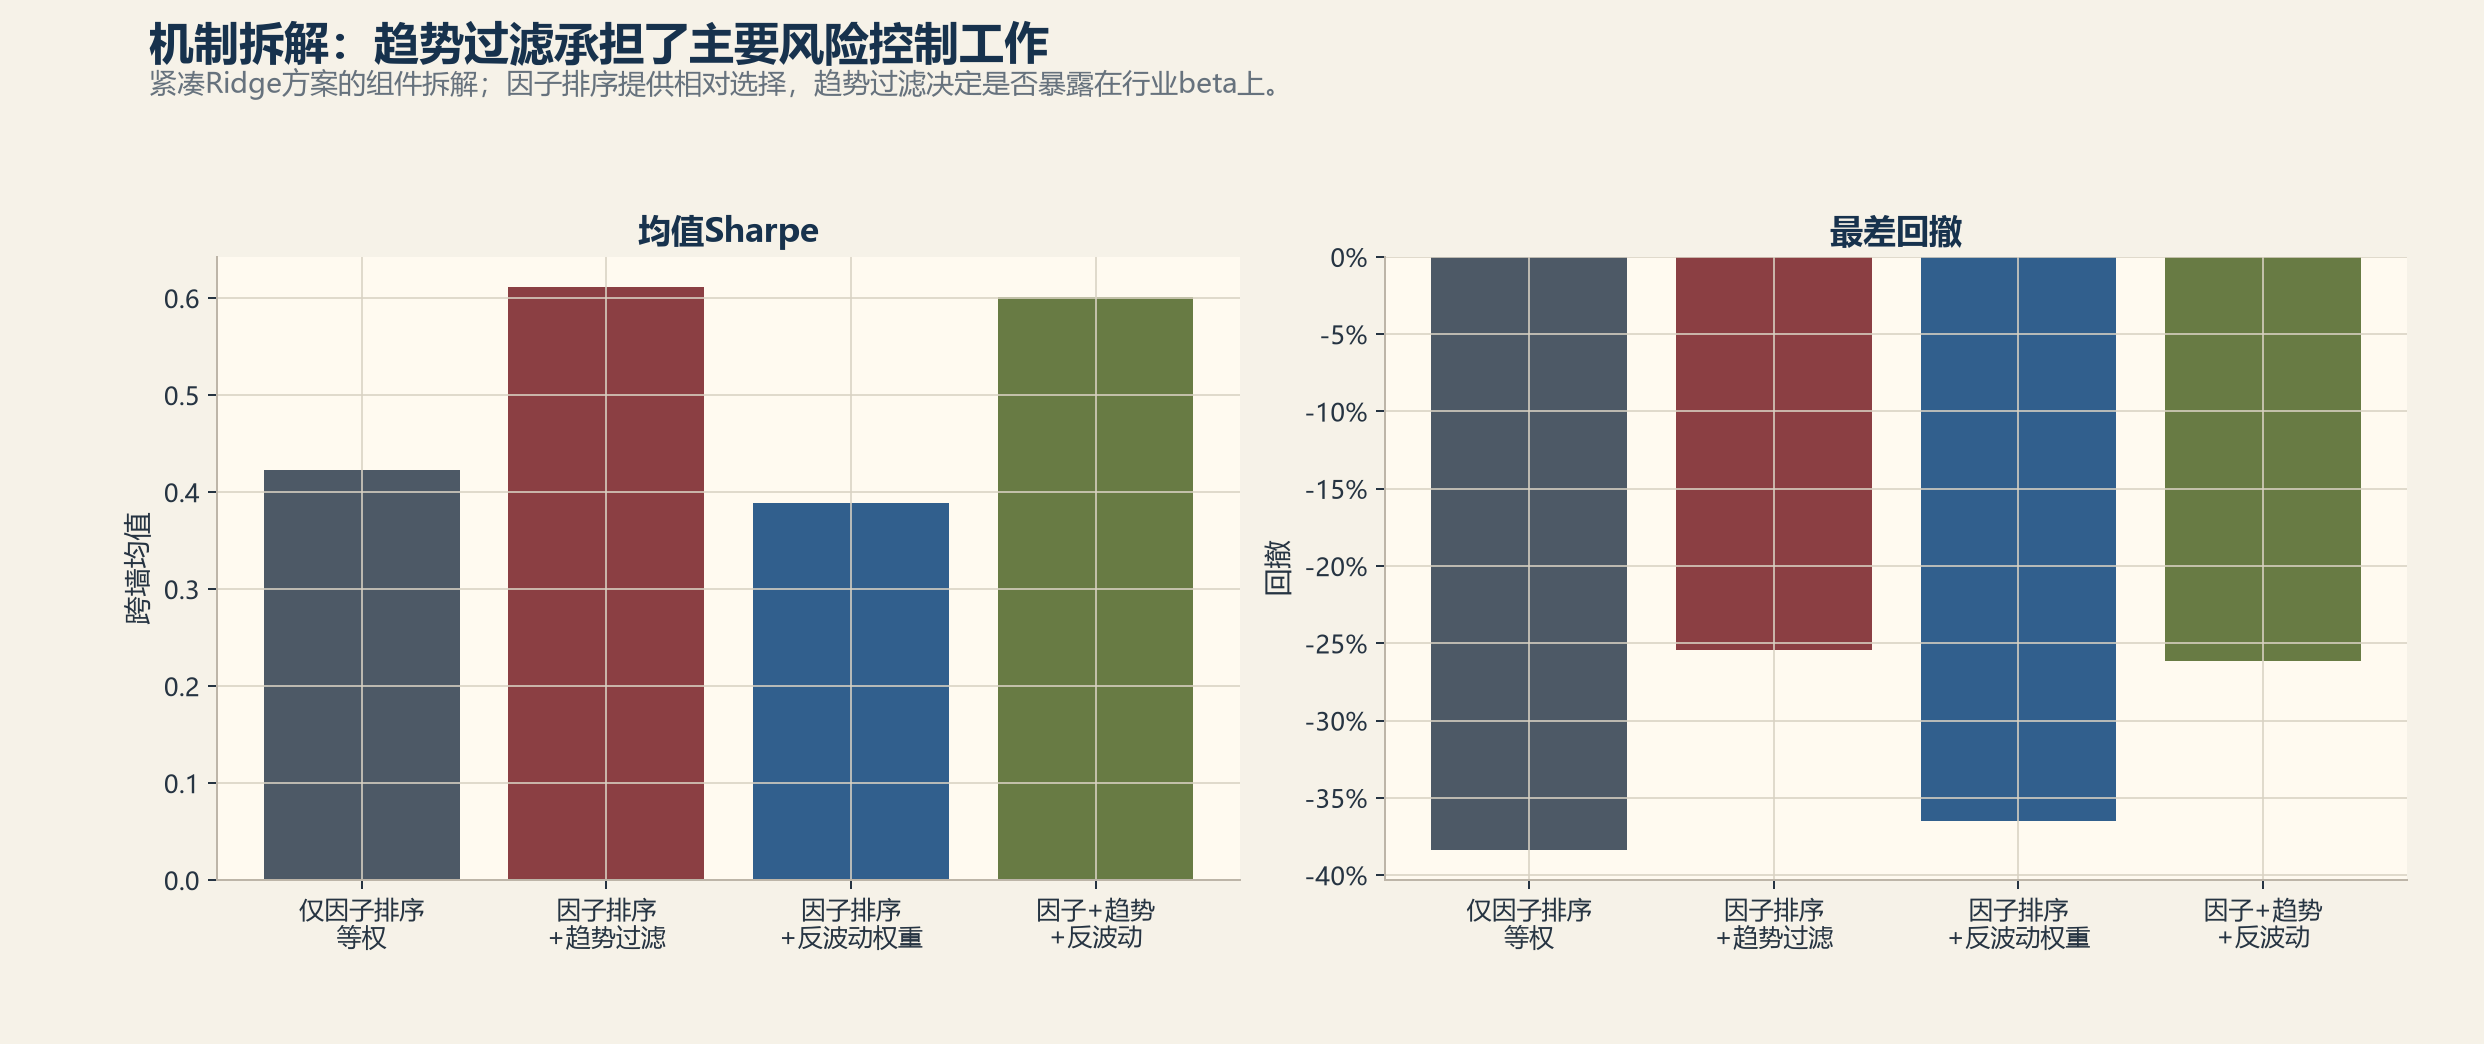 机制拆解：趋势过滤承担了主要风险控制工作
紧凑Ridge方案的组件拆解；因子排序提供相对选择，趋势过滤决定是否暴露在行业beta上。
均值Sharpe
跨墙均值
0.6
0.5
0.4
0.3
0.2
0.1
0.0
仅因子排序
等权
因子排序
+趋势过滤
因子排序
+反波动权重
因子+趋势
+反波动
最差回撤
回撤
0%
-5%
-10%
-15%
-20%
-25%
-30%
-35%
-40%
仅因子排序
等权
因子排序
+趋势过滤
因子排序
+反波动权重
因子+趋势
+反波动